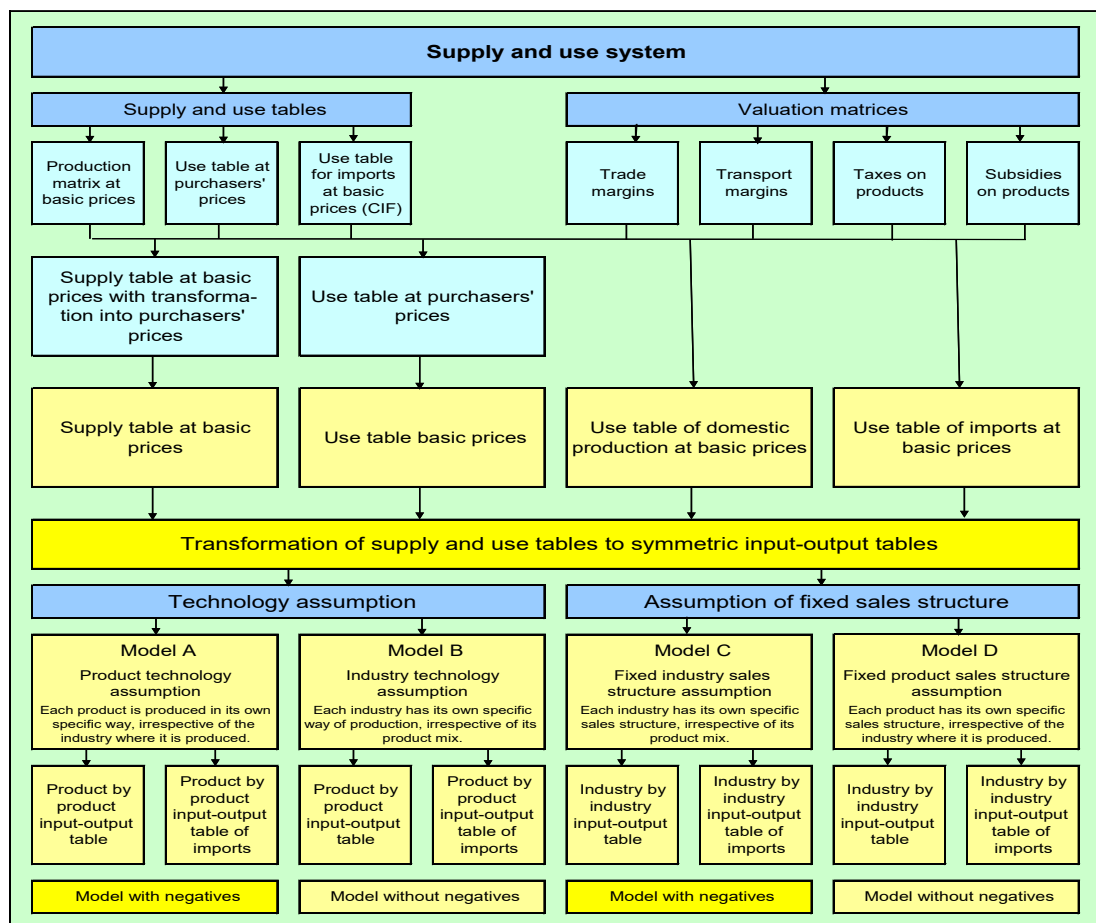 Supply and use system
Supply and use tables
Valuation matrices
Production
matrix at
basic prices
Use table at
purchasers'
prices
Use table
for imports
at basic
prices (CIF)
Trade
margins
Transport
margins
Taxes on
products
Subsidies
on products
Supply table at basic
prices with transforma-
tion into purchasers'
prices
Use table at purchasers'
prices
Supply table at basic
prices
Use table basic prices
Use table of domestic
production at basic prices
Use table of imports at
basic prices
Transformation of supply and use tables to symmetric input-output tables
Technology assumption
Assumption of fixed sales structure
Model A
Product technology
assumption
Each product is produced in its own
specific way, irrespective of the
industry where it is produced.
Model B
Industry technology
assumption
Each industry has its own specific
way of production, irrespective of its
product mix.
Model C
Fixed industry sales
structure assumption
Each industry has its own specific
sales structure, irrespective of its
product mix.
Model D
Fixed product sales structure
assumption
Each product has its own specific
sales structure, irrespective of the
industry where it is produced.
Product by
product
input-output
table
Product by
product
input-output
table of
imports
Product by
product
input-output
table
Product by
product
input-output
table of
imports
Industry by
industry
input-output
table
Industry by
industry
input-output
table of
imports
Industry by
industry
input-output
table
Industry by
industry
input-output
table of
imports
Model with negatives
Model without negatives
Model with negatives
Model without negatives